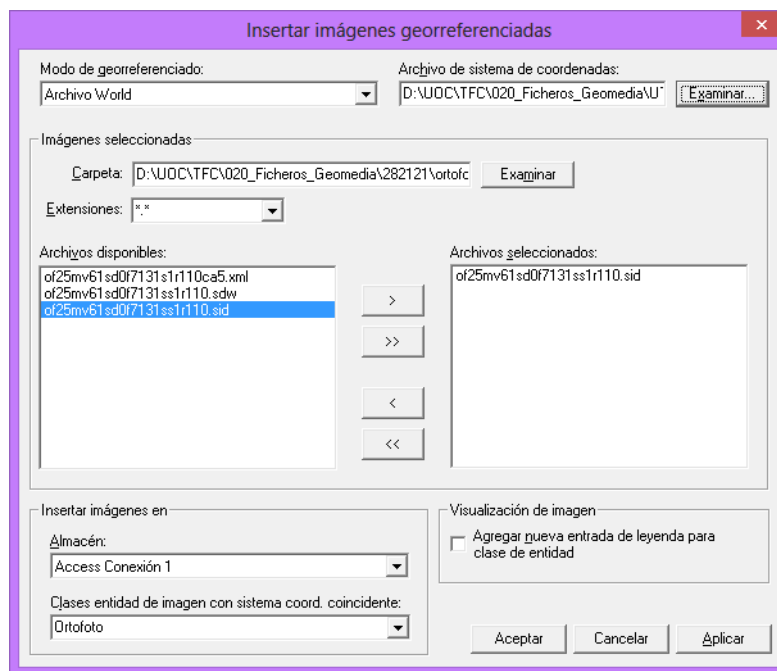 Insertar imágenes georreferenciadas
Modo de georreferenciado:
Archivo de sistema de coordenadas:
Archivo World
D:\UOC\TFC\020_Ficheros_Geomedia\U
Examinar...
Imágenes seleccionadas
Carpeta:
D:\UOC\TFC\020_Ficheros_Geomedia\282121\ortofc
Examinar
Extensiones:
*.*
Archivos disponibles:
Archivos seleccionados:
of25mv61sd0f7131s1r110ca5.xml
of25mv61sd0f7131ss1r110.sdw
of25mv61sd0f7131ss1r110.sid
of25mv61sd0f7131ss1r110.sid
>
>>
<
<<
Insertar imágenes en
Almacén:
Access Conexión 1
Clases entidad de imagen con sistema coord. coincidente:
Ortofoto
Visualización de imagen
Agregar nueva entrada de leyenda para
clase de entidad
Aceptar
Cancelar
Aplicar